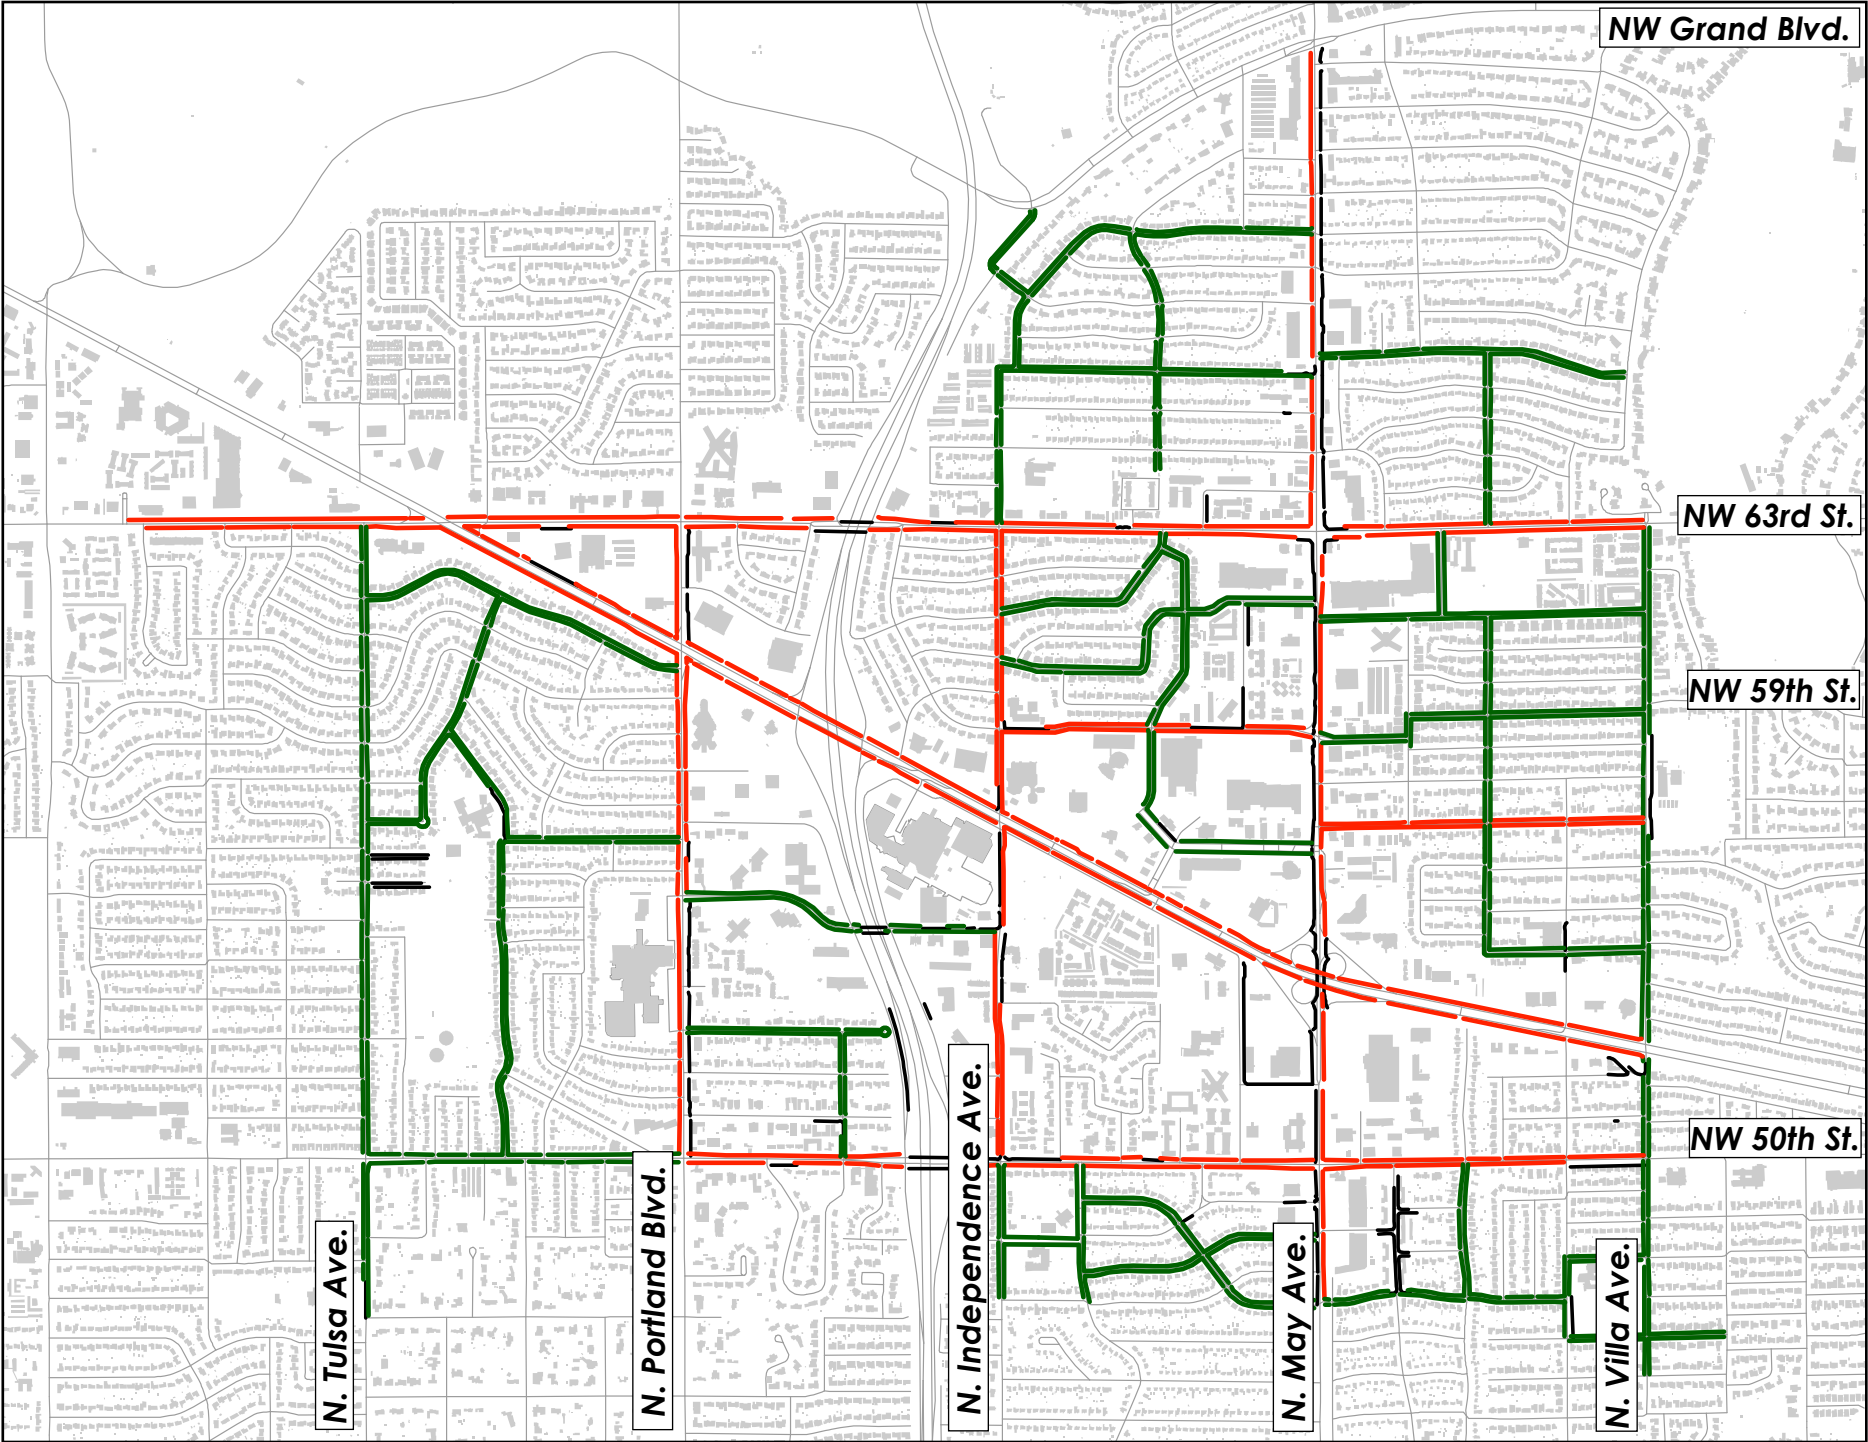 NW Grand Blvd.
NW 63rd St.
NW 59th St.
NW 50th St.
N. Tulsa Ave.
N. Portland Blvd.
N. Independence Ave.
N. May Ave.
N. Villa Ave.